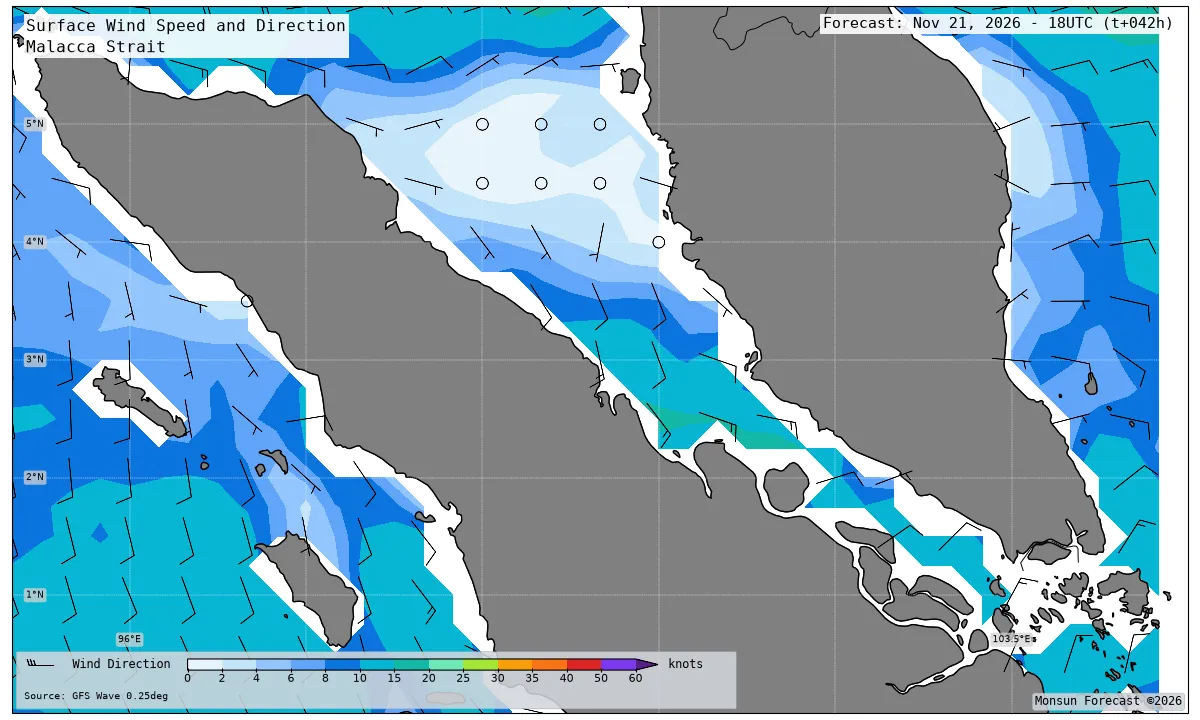 Surface Wind Speed and Direction
Malacca Strait
Forecast: Nov 21, 2026 - 18UTC (t+042h)
5°N
4°N
3°N
2°N
1°N
96°E
103.5°E
Wind Direction
0 2 4 6 8 10 15 20 25 30 35 40 50 60
knots
Source: GFS Wave 0.25deg
Monsun Forecast ©2026